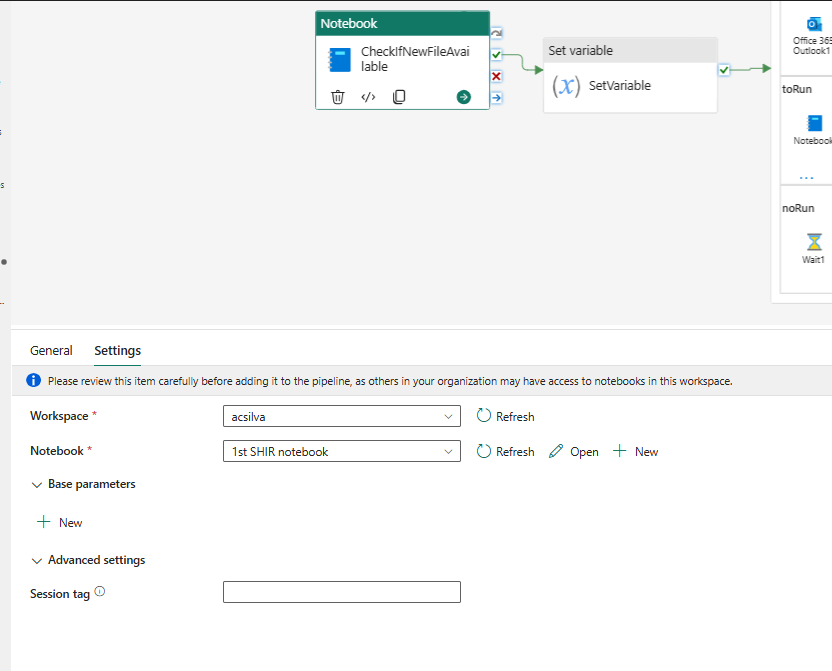 Notebook
CheckIfNewFileAvai
lable
Set variable
(x) SetVariable
Office 365
Outlook1
toRun
Notebook
...
noRun
Wait1
s
General
Settings
Please review this item carefully before adding it to the pipeline, as others in your organization may have access to notebooks in this workspace.
Workspace *
acsilva
Refresh
Notebook *
1st SHIR notebook
Refresh
Open
New
Base parameters
New
Advanced settings
Session tag